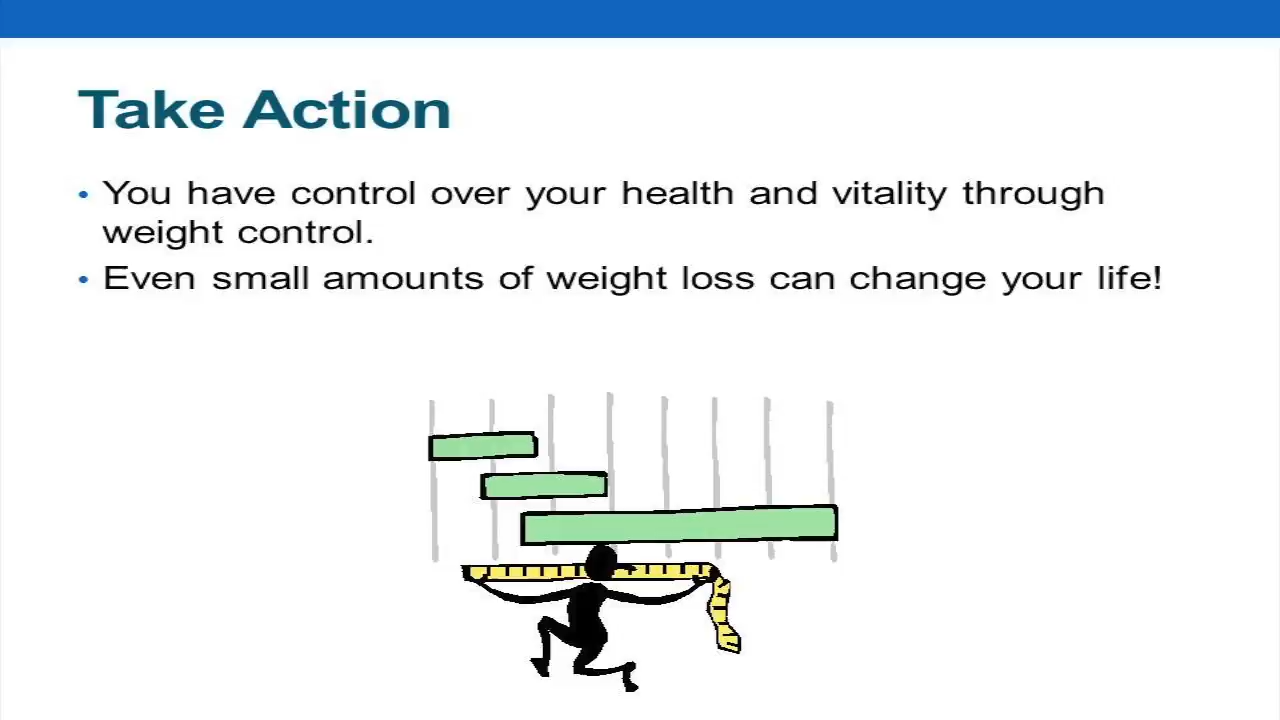 Take Action
• You have control over your health and vitality through
weight control.
• Even small amounts of weight loss can change your life!